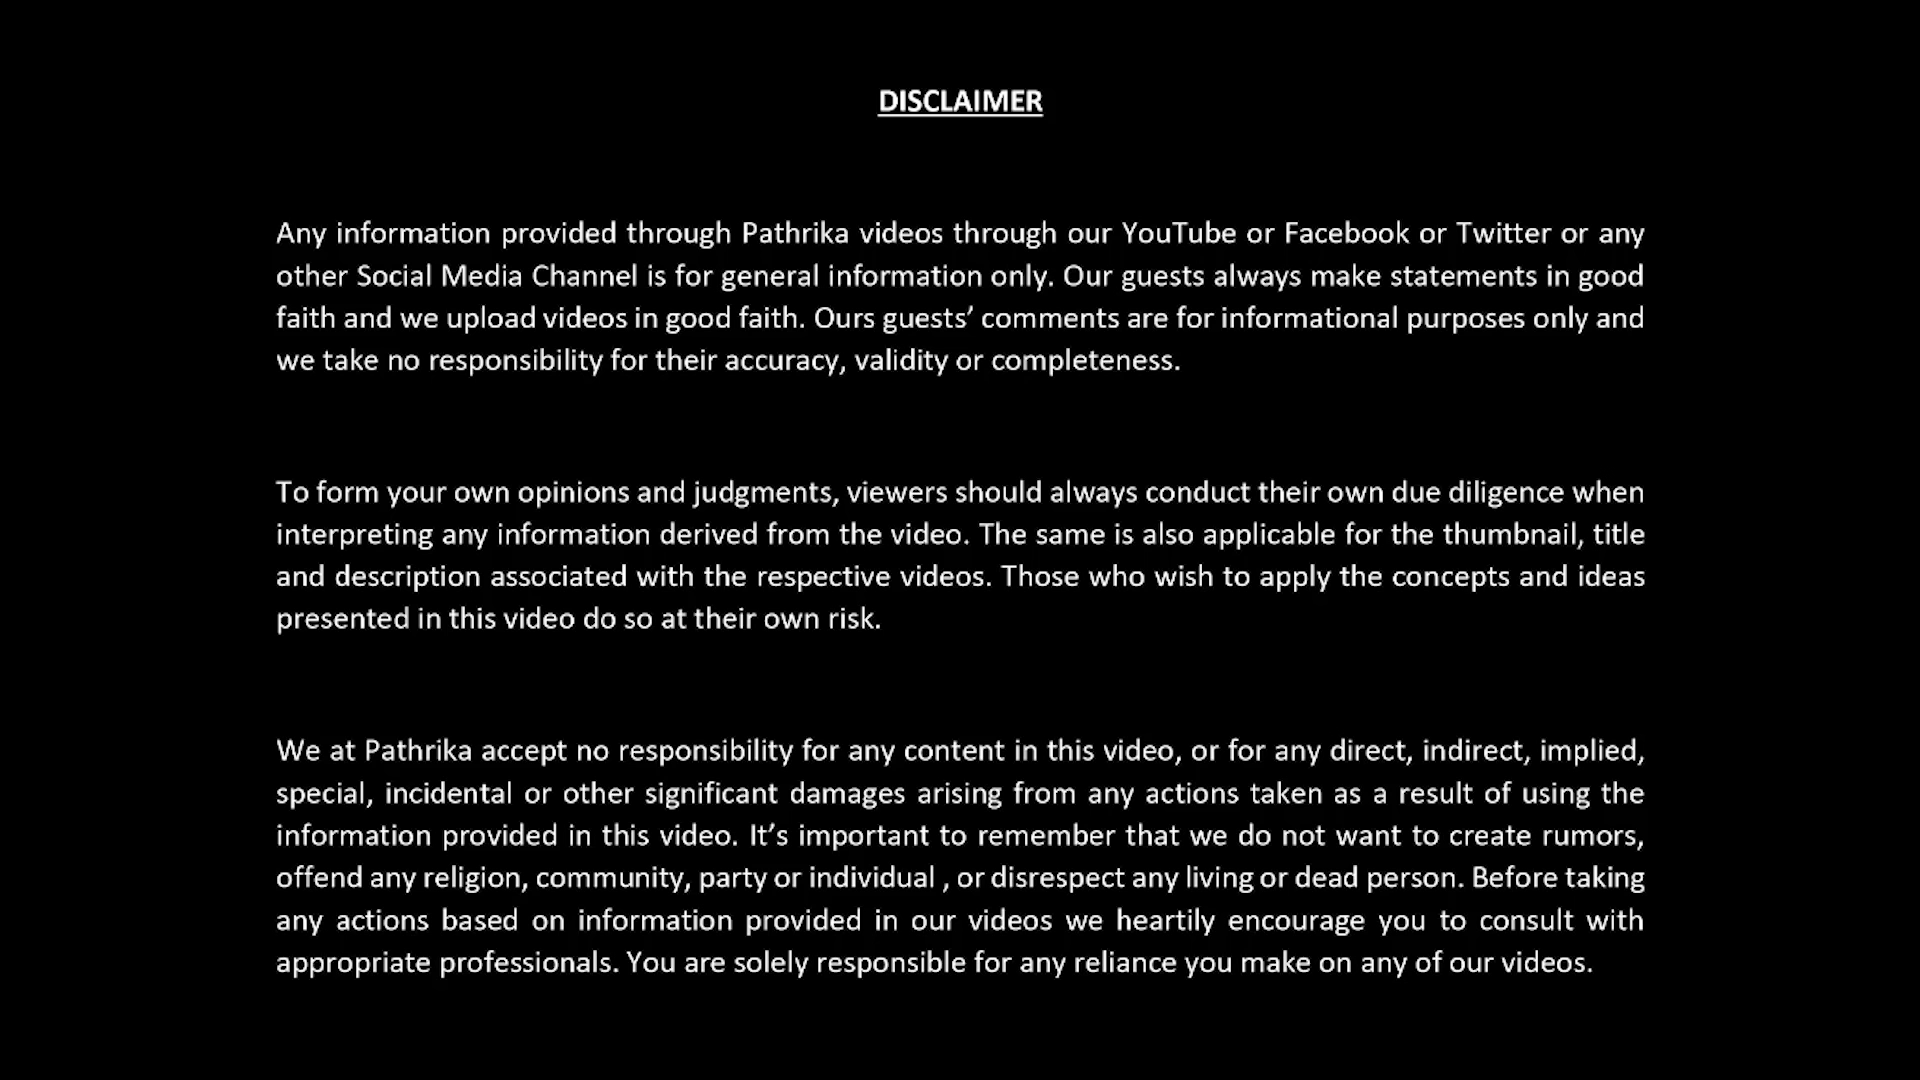 DISCLAIMER
Any information provided through Pathrika videos through our YouTube or Facebook or Twitter or any
other Social Media Channel is for general information only. Our guests always make statements in good
faith and we upload videos in good faith. Ours guests’ comments are for informational purposes only and
we take no responsibility for their accuracy, validity or completeness.
To form your own opinions and judgments, viewers should always conduct their own due diligence when
interpreting any information derived from the video. The same is also applicable for the thumbnail, title
and description associated with the respective videos. Those who wish to apply the concepts and ideas
presented in this video do so at their own risk.
We at Pathrika accept no responsibility for any content in this video, or for any direct, indirect, implied,
special, incidental or other significant damages arising from any actions taken as a result of using the
information provided in this video. It’s important to remember that we do not want to create rumors,
offend any religion, community, party or individual , or disrespect any living or dead person. Before taking
any actions based on information provided in our videos we heartily encourage you to consult with
appropriate professionals. You are solely responsible for any reliance you make on any of our videos.